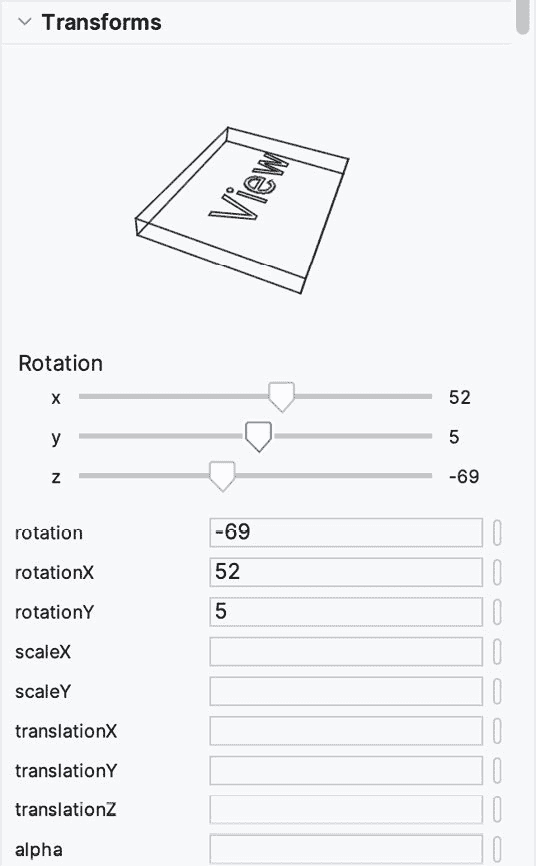 Transforms
View
Rotation
x 52
y 5
z -69
rotation -69
rotationX 52
rotationY 5
scaleX
scaleY
translationX
translationY
translationZ
alpha